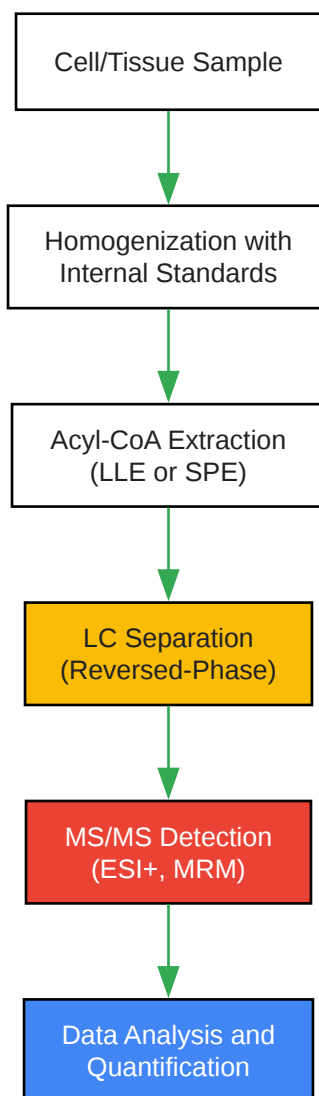 Cell/Tissue Sample
Homogenization with
Internal Standards
Acyl-CoA Extraction
(LLE or SPE)
LC Separation
(Reversed-Phase)
MS/MS Detection
(ESI+, MRM)
Data Analysis and
Quantification